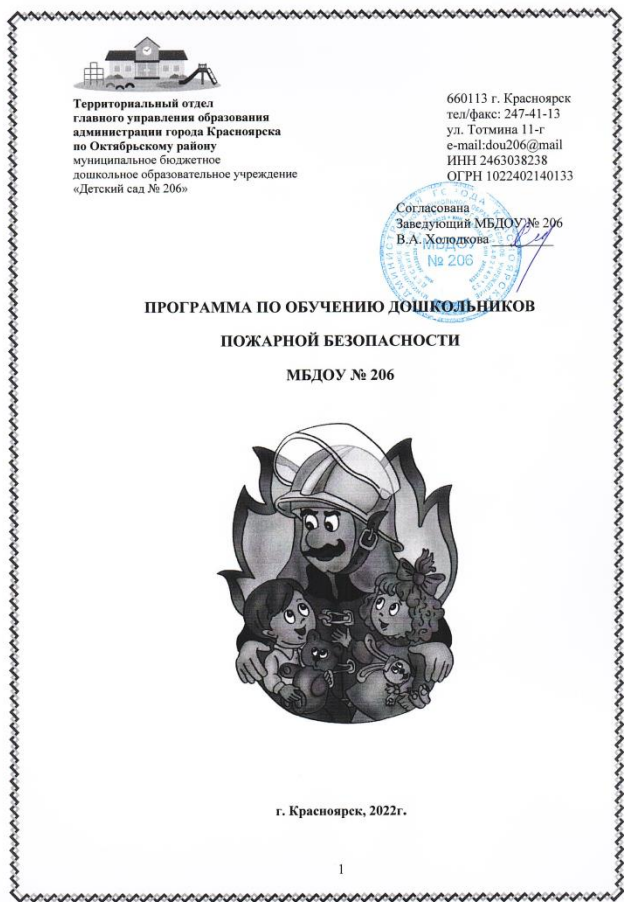 Территориальный отдел
главного управления образования
администрации города Красноярска
по Октябрьскому району
муниципальное бюджетное
дошкольное образовательное учреждение
«Детский сад № 206»
660113 г. Красноярск
тел/факс: 247-41-13
ул. Тотмина 11-г
e-mail:dou206@mail
ИНН 2463038238
ОГРН 1022402140133
Согласована
Заведующий МБДОУ № 206
В.А. Холодкова
МБДОУ
№ 206
ПРОГРАММА ПО ОБУЧЕНИЮ ДОШКОЛЬНИКОВ
ПОЖАРНОЙ БЕЗОПАСНОСТИ
МБДОУ № 206
г. Красноярск, 2022г.
1